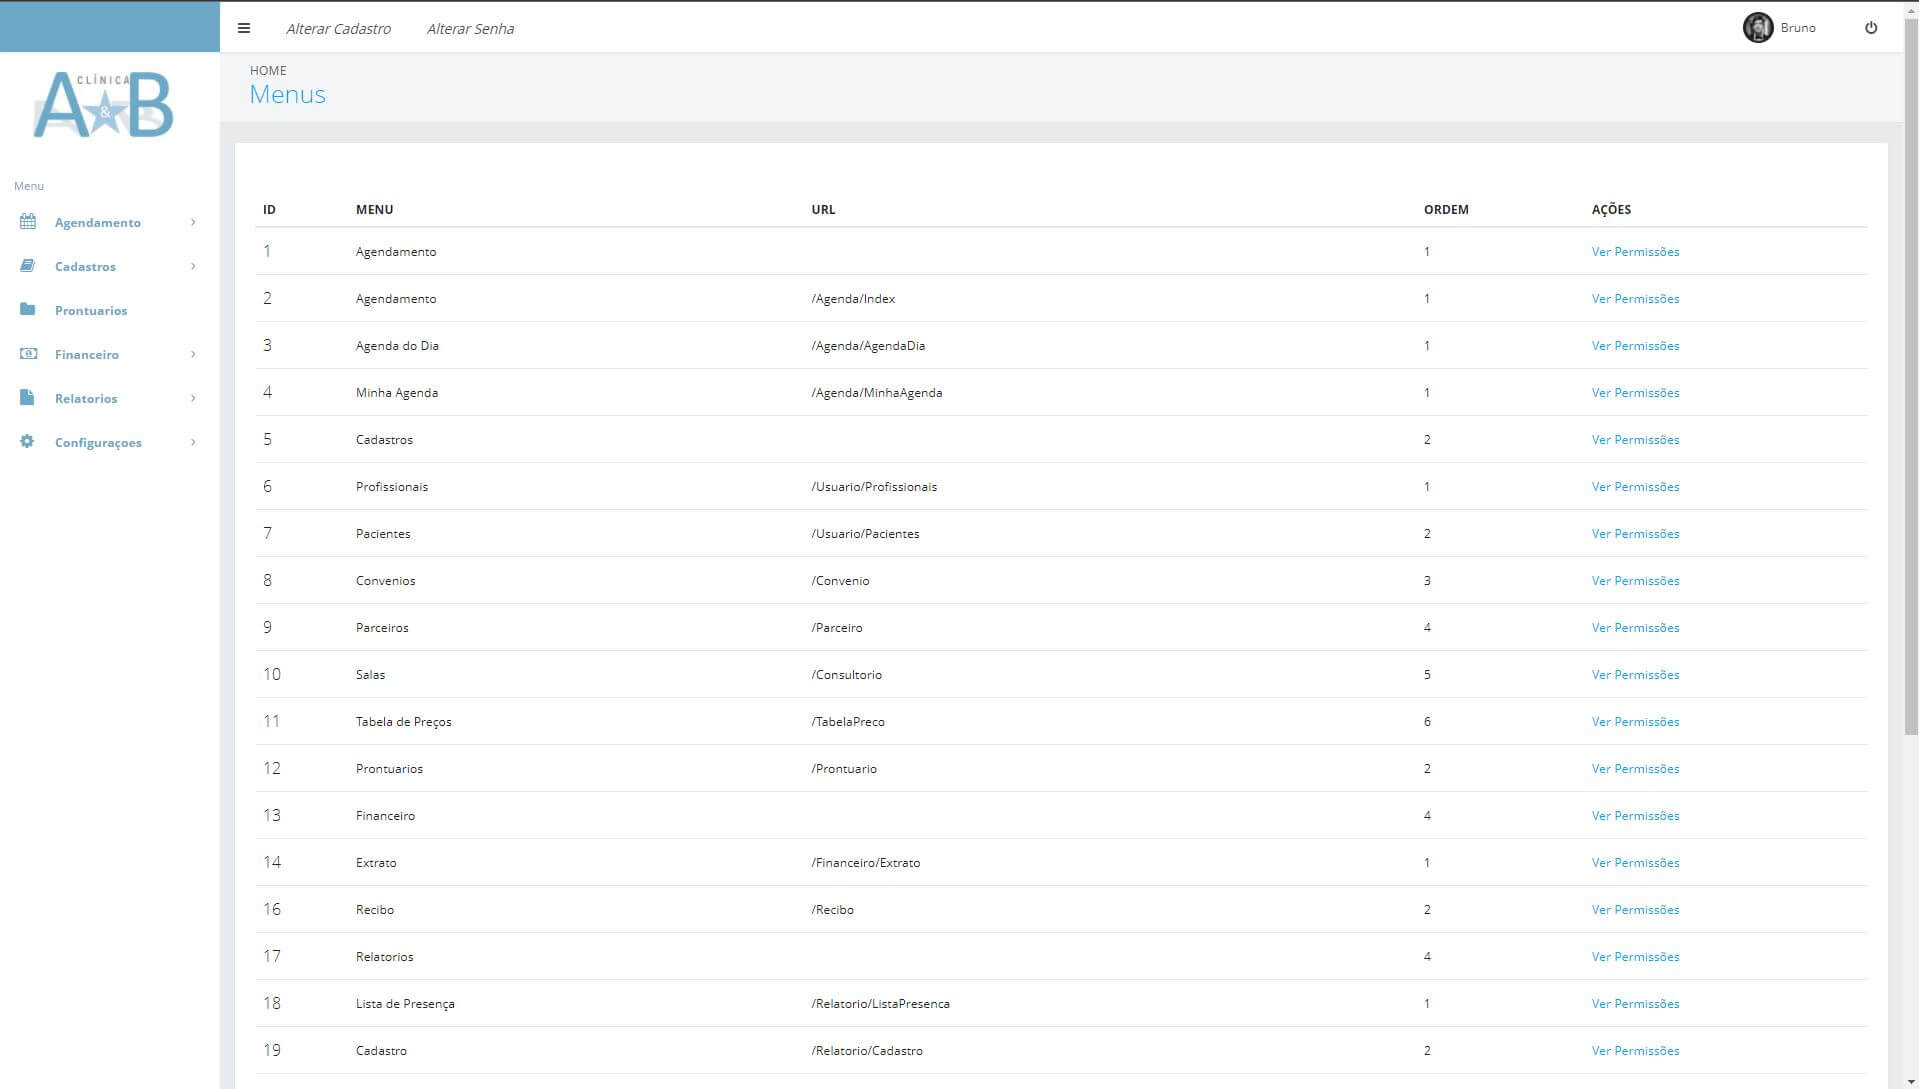 Alterar Cadastro Alterar Senha Bruno
CLÍNICA
A&B
HOME
Menus
Menu
Agendamento
Cadastros
Prontuarios
Financeiro
Relatorios
Configuraçoes
ID MENU URL ORDEM AÇÕES
1 Agendamento 1 Ver Permissões
2 Agendamento /Agenda/Index 1 Ver Permissões
3 Agenda do Dia /Agenda/AgendaDia 1 Ver Permissões
4 Minha Agenda /Agenda/MinhaAgenda 1 Ver Permissões
5 Cadastros 2 Ver Permissões
6 Profissionais /Usuario/Profissionais 1 Ver Permissões
7 Pacientes /Usuario/Pacientes 2 Ver Permissões
8 Convenios /Convenio 3 Ver Permissões
9 Parceiros /Parceiro 4 Ver Permissões
10 Salas /Consultorio 5 Ver Permissões
11 Tabela de Preços /TabelaPreco 6 Ver Permissões
12 Prontuarios /Prontuario 2 Ver Permissões
13 Financeiro 4 Ver Permissões
14 Extrato /Financeiro/Extrato 1 Ver Permissões
16 Recibo /Recibo 2 Ver Permissões
17 Relatorios 4 Ver Permissões
18 Lista de Presença /Relatorio/ListaPresenca 1 Ver Permissões
19 Cadastro /Relatorio/Cadastro 2 Ver Permissões